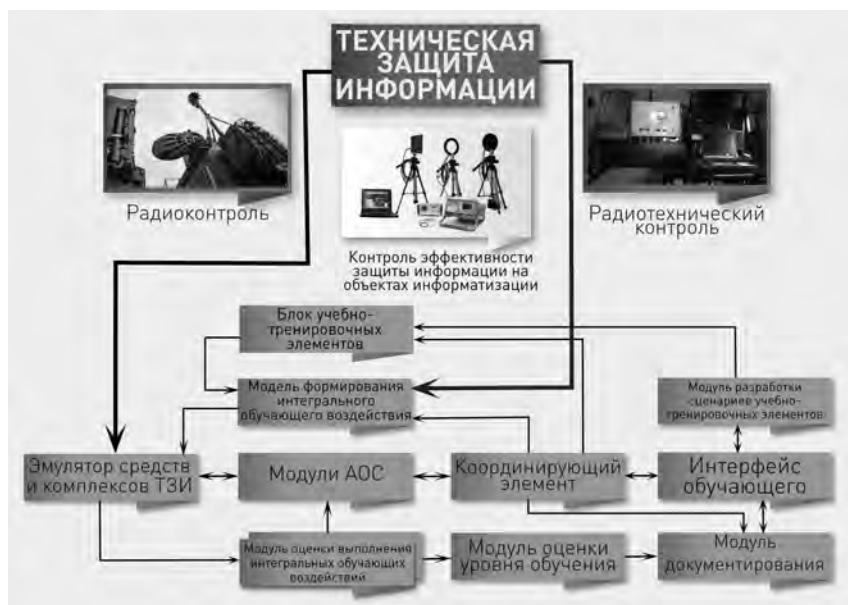 ТЕХНИЧЕСКАЯ
ЗАЩИТА
ИНФОРМАЦИИ
Радиоконтроль
Контроль эффективности
защиты информации на
объектах информатизации
Радиотехнический
контроль
Блок учебно-
тренировочных
элементов
Модель формирования
интегрального
обучающего воздействия
Модуль разработки
сценариев учебно-
тренировочных элементов
Эмулятор средств
и комплексов ТЗИ
Модули АОС
Координирующий
элемент
Интерфейс
обучающего
Модуль оценки выполнения
интегральных обучающих
воздействий
Модуль оценки
уровня обучения
Модуль
документирования